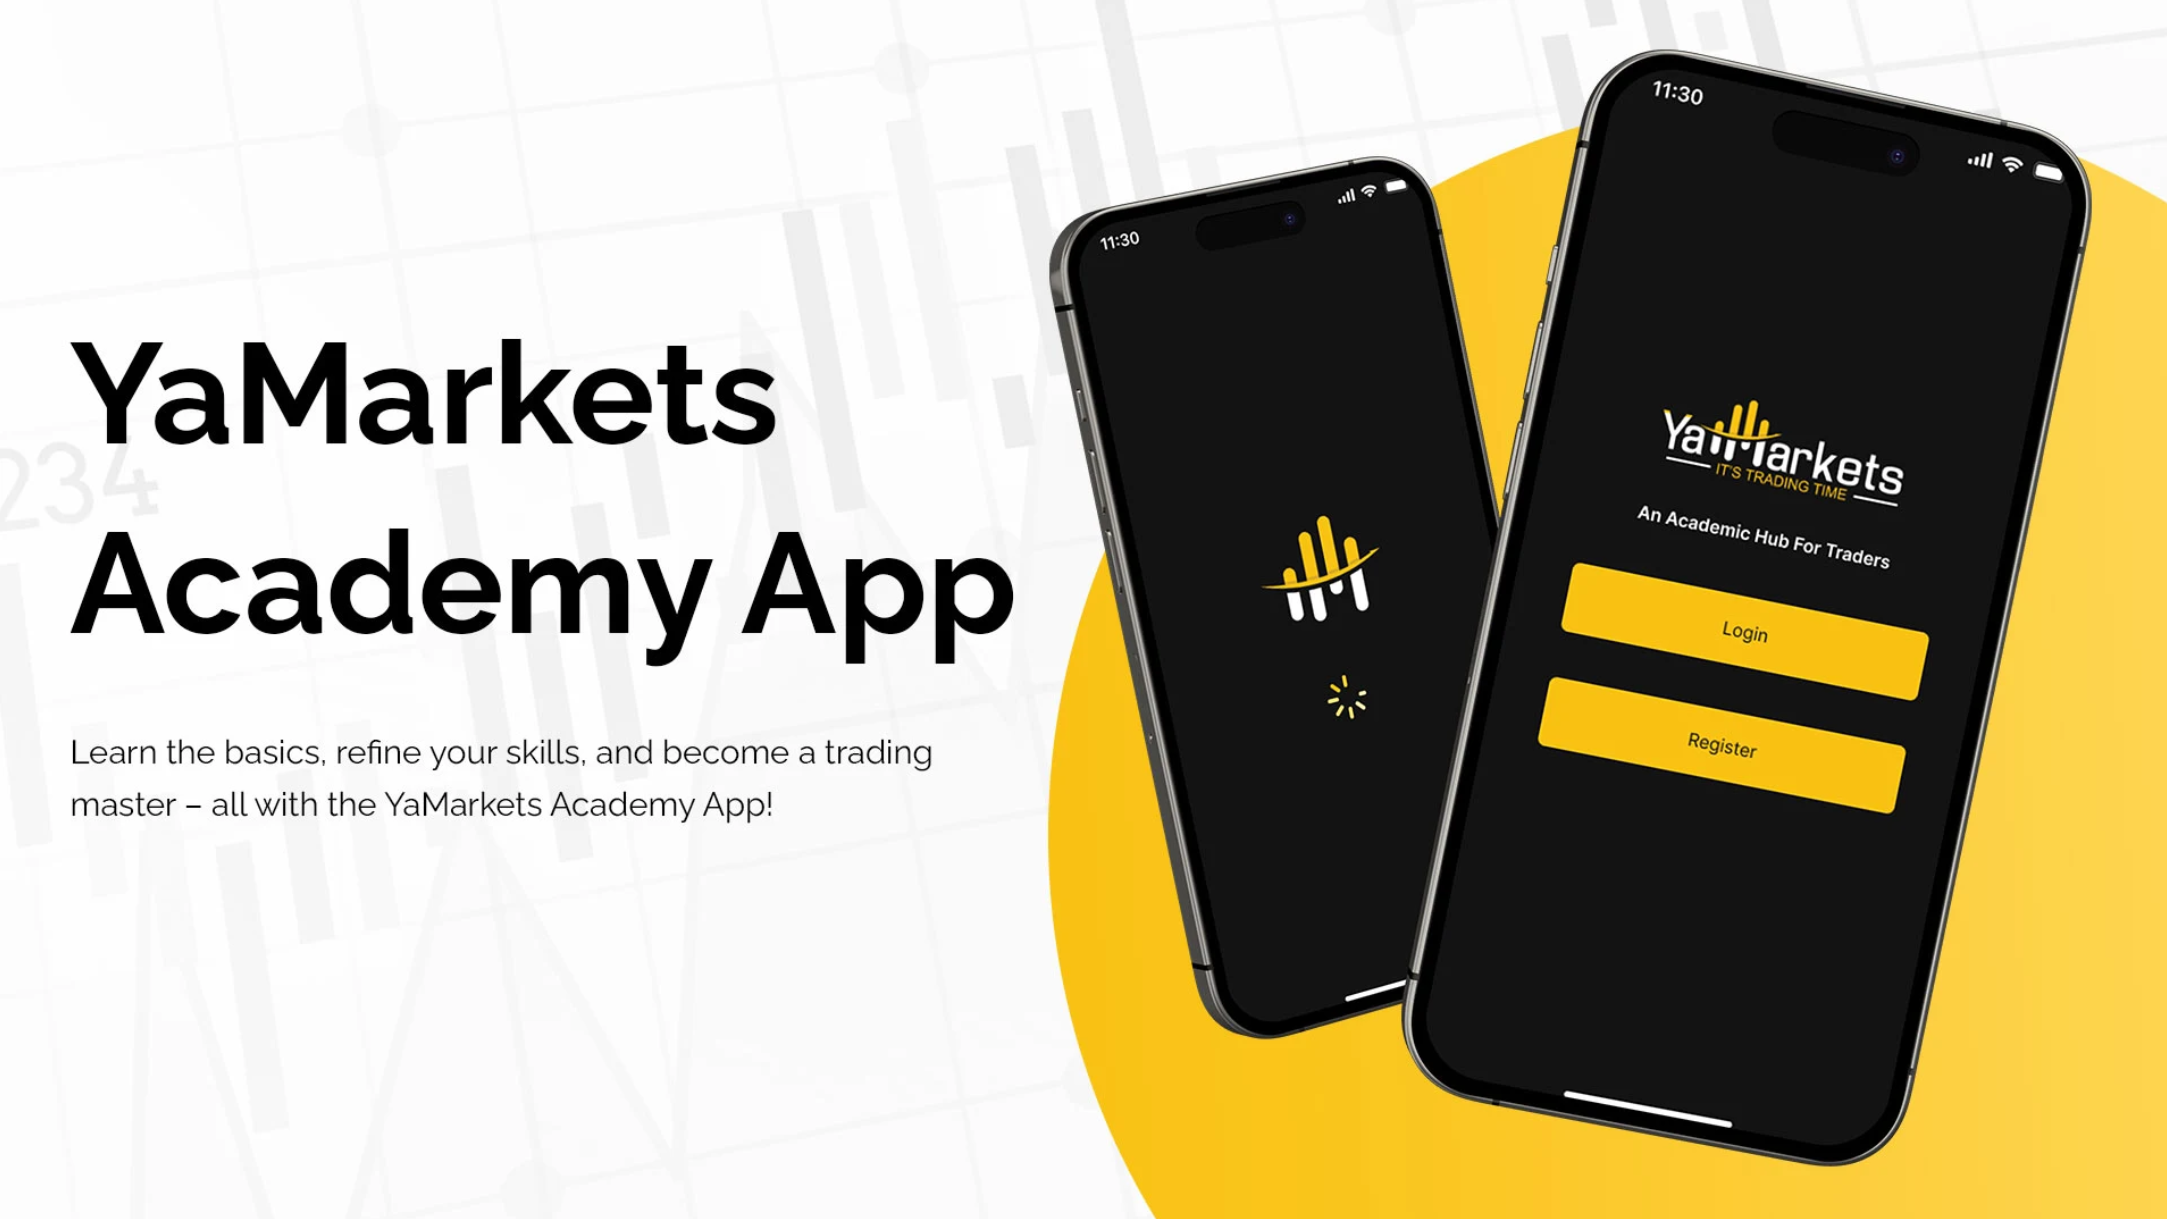 YaMarkets
Academy App
Learn the basics, refine your skills, and become a trading
master – all with the YaMarkets Academy App!
234
11:30
11:30
YaMarkets
IT'S TRADING TIME
An Academic Hub For Traders
Login
Register